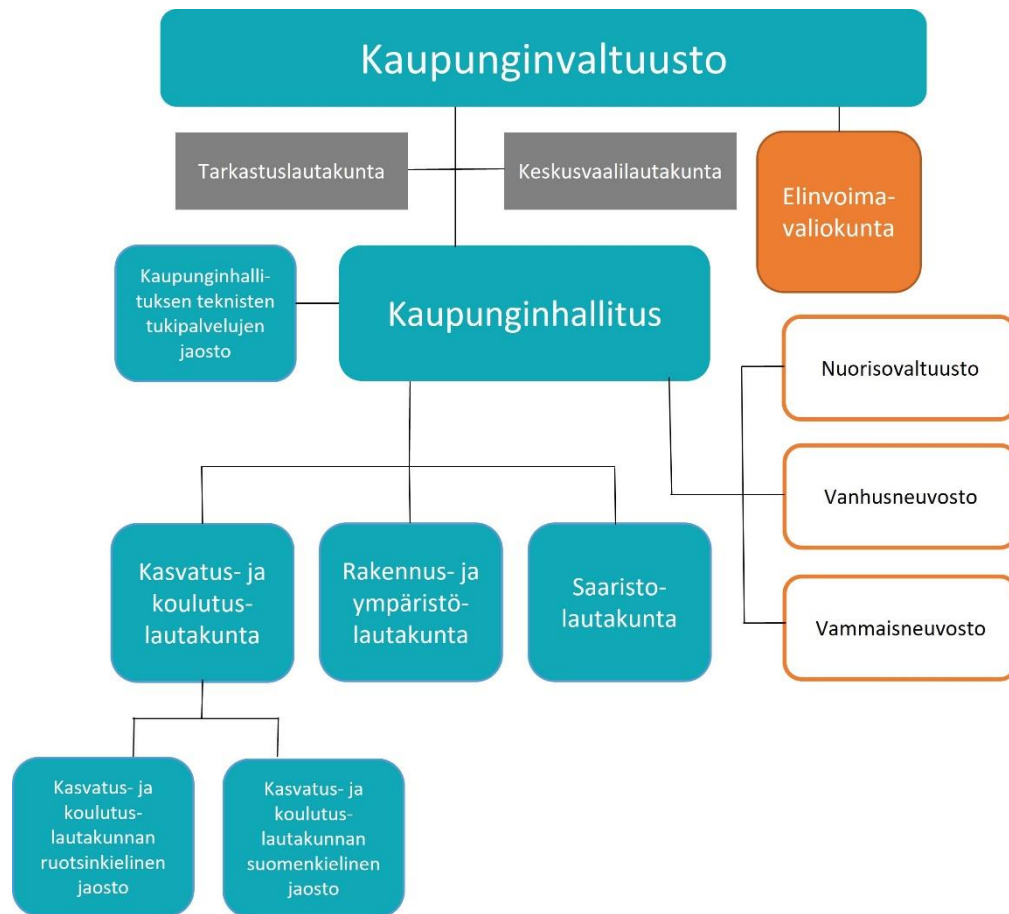 Kaupunginvaltuusto
Tarkastuslautakunta
Keskusvaalilautakunta
Elinvoima-
valiokunta
Kaupunginhalli-
tuksen teknisten
tukipalvelujen
jaosto
Kaupunginhallitus
Nuorisovaltuusto
Vanhusneuvosto
Vammaisneuvosto
Kasvatus- ja
koulutus-
lautakunta
Rakennus- ja
ympäristö-
lautakunta
Saaristo-
lautakunta
Kasvatus- ja
koulutus-
lautakunnan
ruotsinkielinen
jaosto
Kasvatus- ja
koulutus-
lautakunnan
suomenkielinen
jaosto